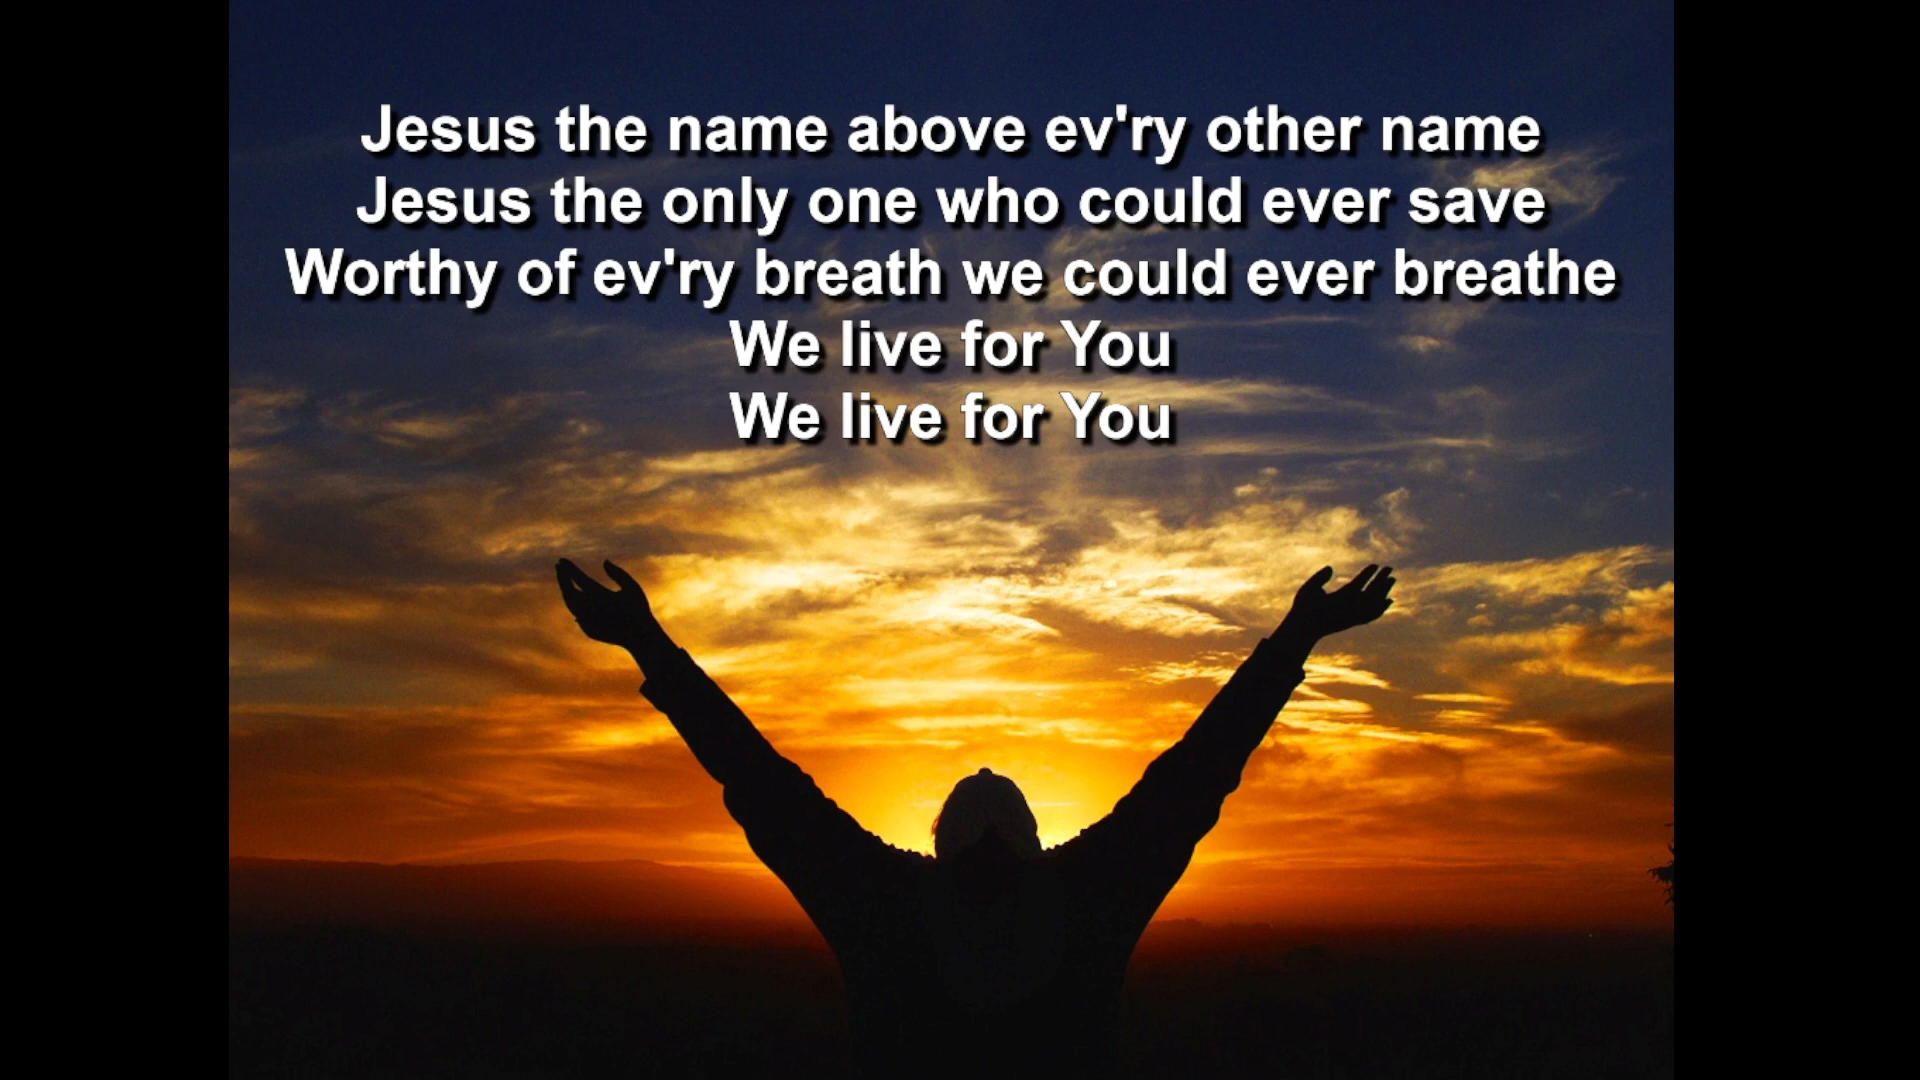 Jesus the name above ev'ry other name
Jesus the only one who could ever save
Worthy of ev'ry breath we could ever breathe
We live for You
We live for You